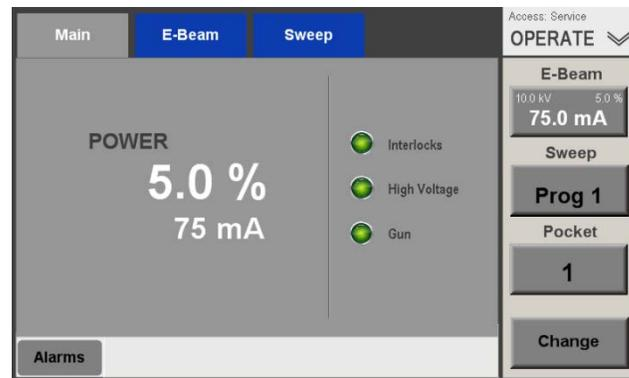 Main
E-Beam
Sweep
POWER
5.0 %
75 mA
Interlocks
High Voltage
Gun
Alarms
Access: Service
OPERATE
E-Beam
10.0 kV 5.0 %
75.0 mA
Sweep
Prog 1
Pocket
1
Change